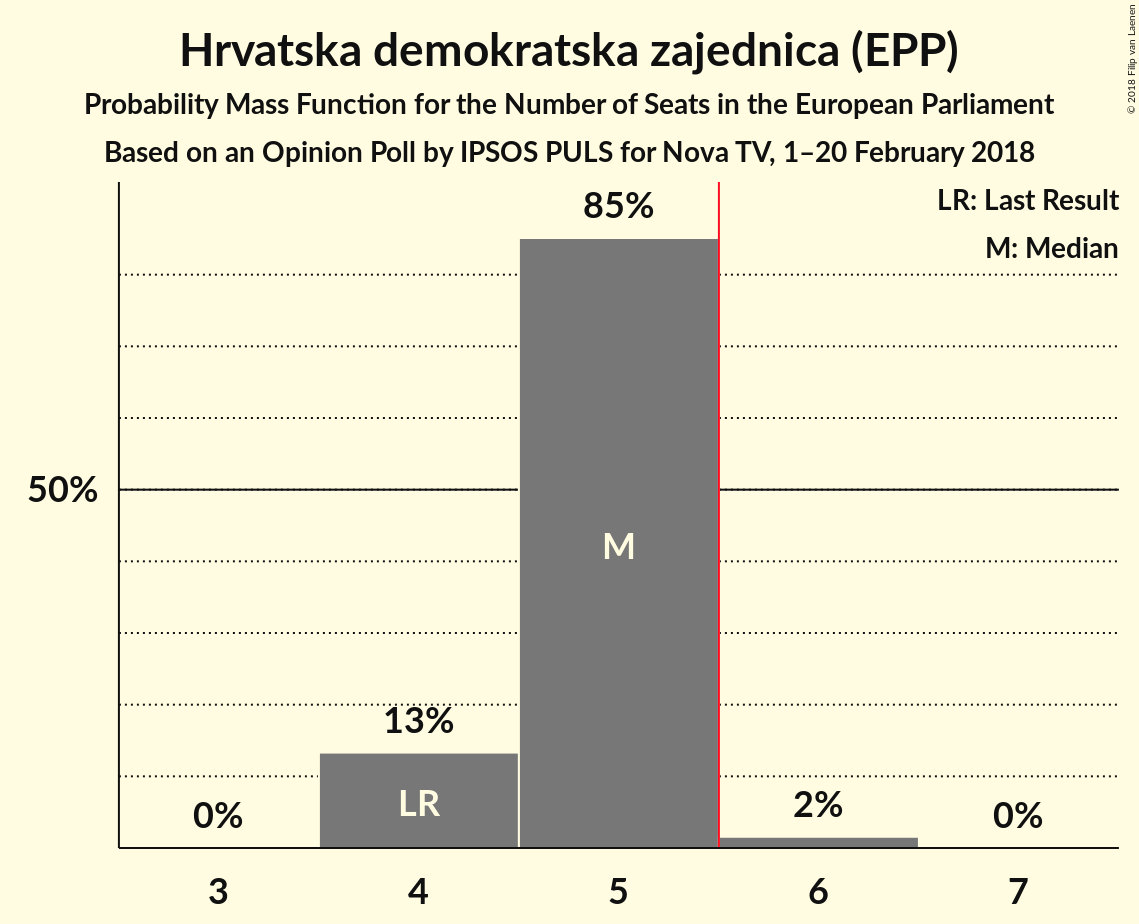 Hrvatska demokratska zajednica (EPP)
Probability Mass Function for the Number of Seats in the European Parliament
Based on an Opinion Poll by IPSOS PULS for Nova TV, 1–20 February 2018
© 2018 Filip van Laenen
LR: Last Result
M: Median
85%
50%
M
13%
LR
0%
2%
0%
3
4
5
6
7